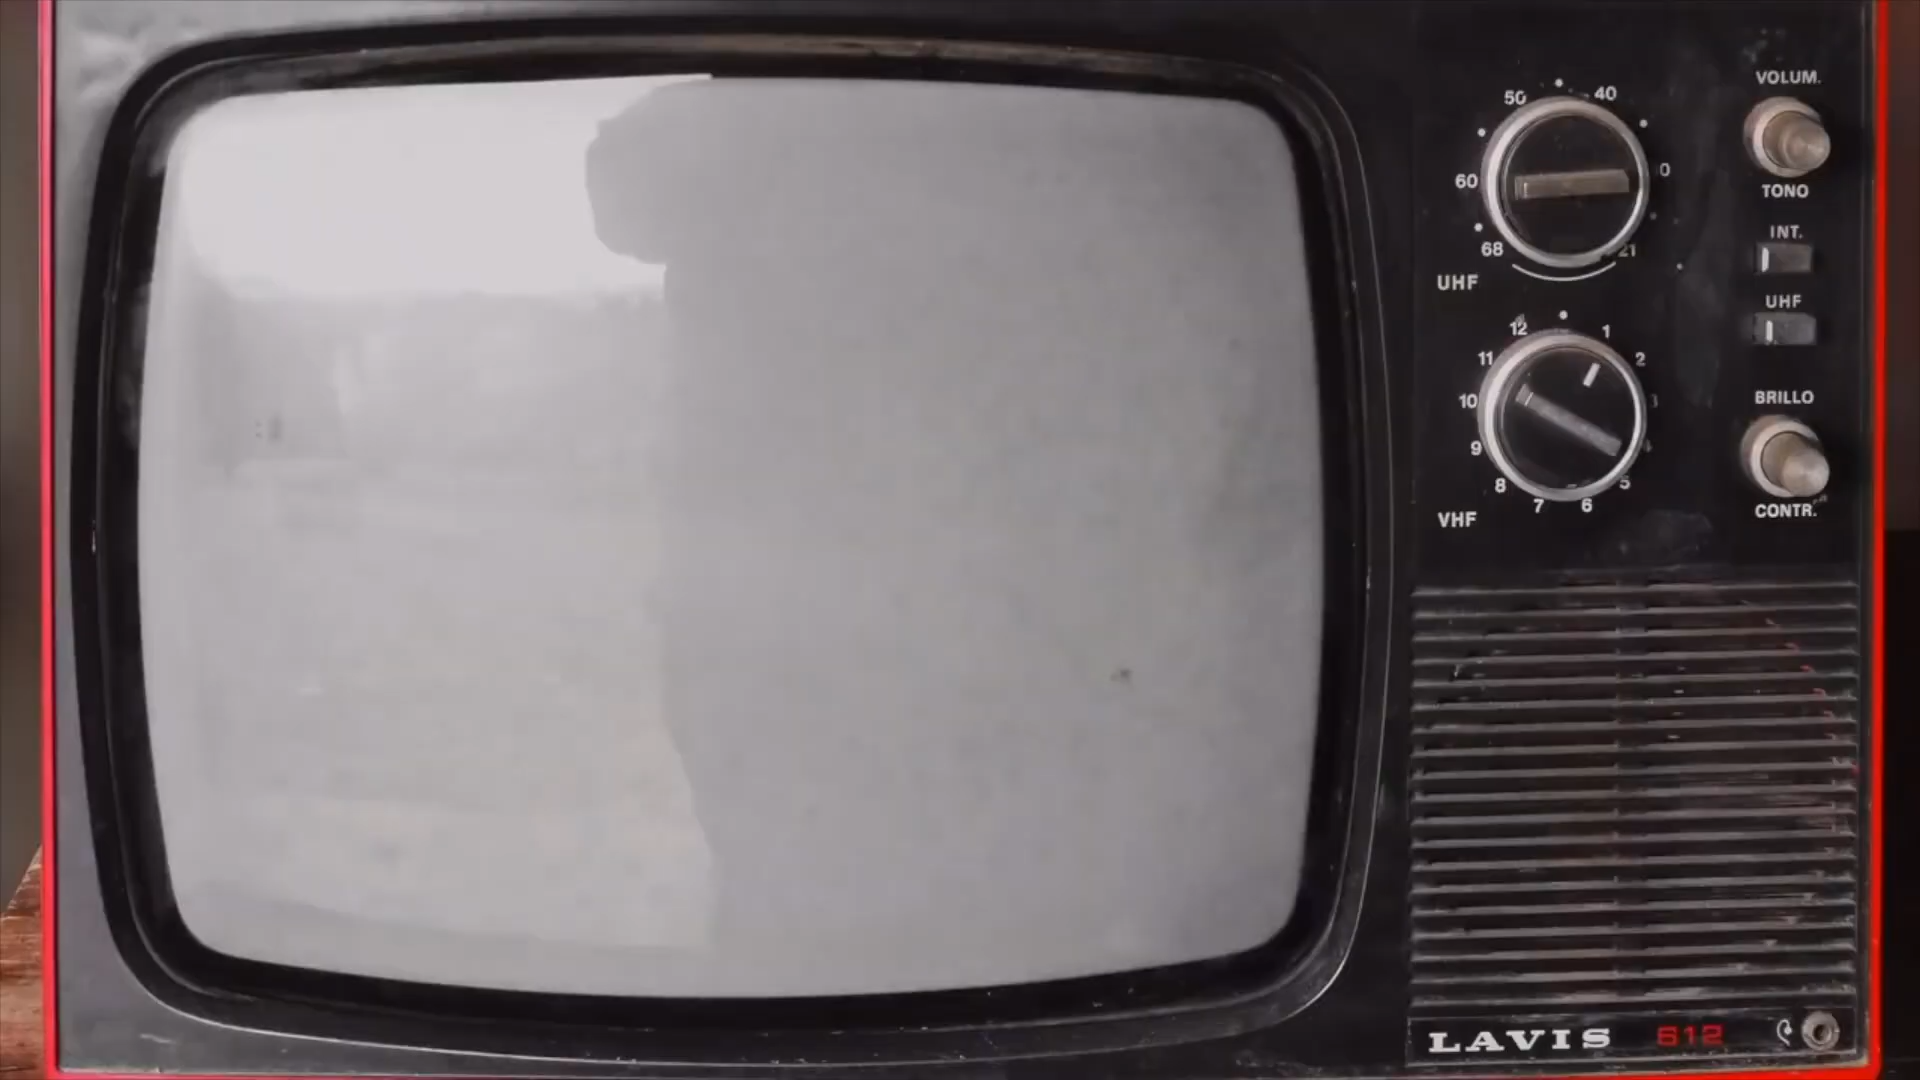 50 40
60 0
68 21
UHF
12 1
11 2
10 3
9
8 5
7 6
VHF
VOLUM.
TONO
INT.
UHF
BRILLO
CONTR.
LAVIS 612